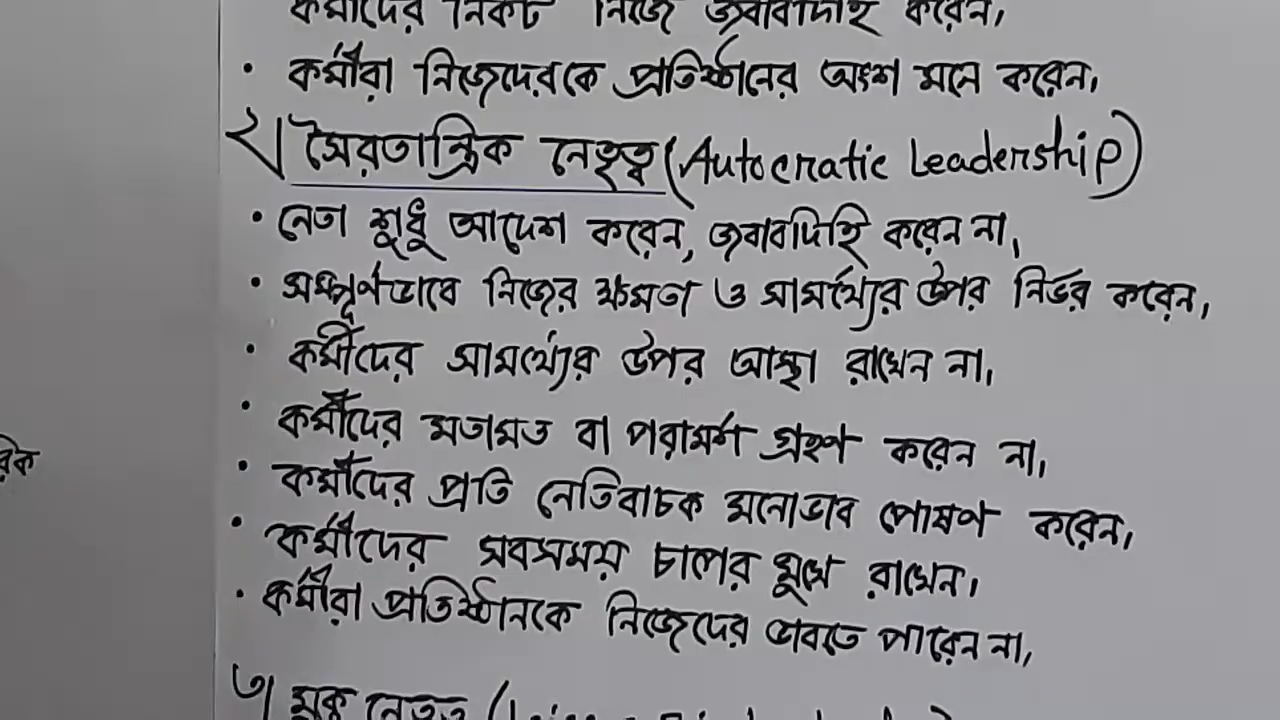 কর্মীদের নিকট নিজে জবাবদিহি করেন,
• কর্মীরা নিজেদেরকে প্রতিষ্ঠানের অংশ মনে করেন,
২। সৈরতান্ত্রিক নেতৃত্ব (Autocratic Leadership)
• নেতা শুধু আদেশ করেন, জবাবদিহি করেন না,
• সম্পূর্ণভাবে নিজের ক্ষমতা ও সামর্থ্যের উপর নির্ভর করেন,
• কর্মীদের সামর্থ্যের উপর আস্থা রাখেন না,
• কর্মীদের মতামত বা পরামর্শ গ্রহণ করেন না,
• কর্মীদের প্রতি নেতিবাচক মনোভাব পোষণ করেন,
• কর্মীদের সবসময় চাপের মুখে রাখেন,
• কর্মীরা প্রতিষ্ঠানকে নিজেদের ভাবতে পারেন না,
৩। মুক্ত নেতৃত্ব